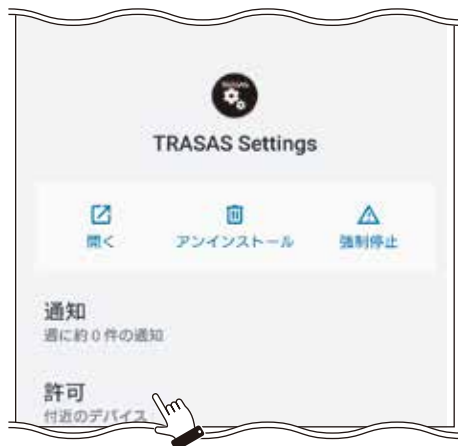 TRASAS Settings
開く
アンインストール
強制停止
通知
週に約 0 件の通知
許可
付近のデバイス